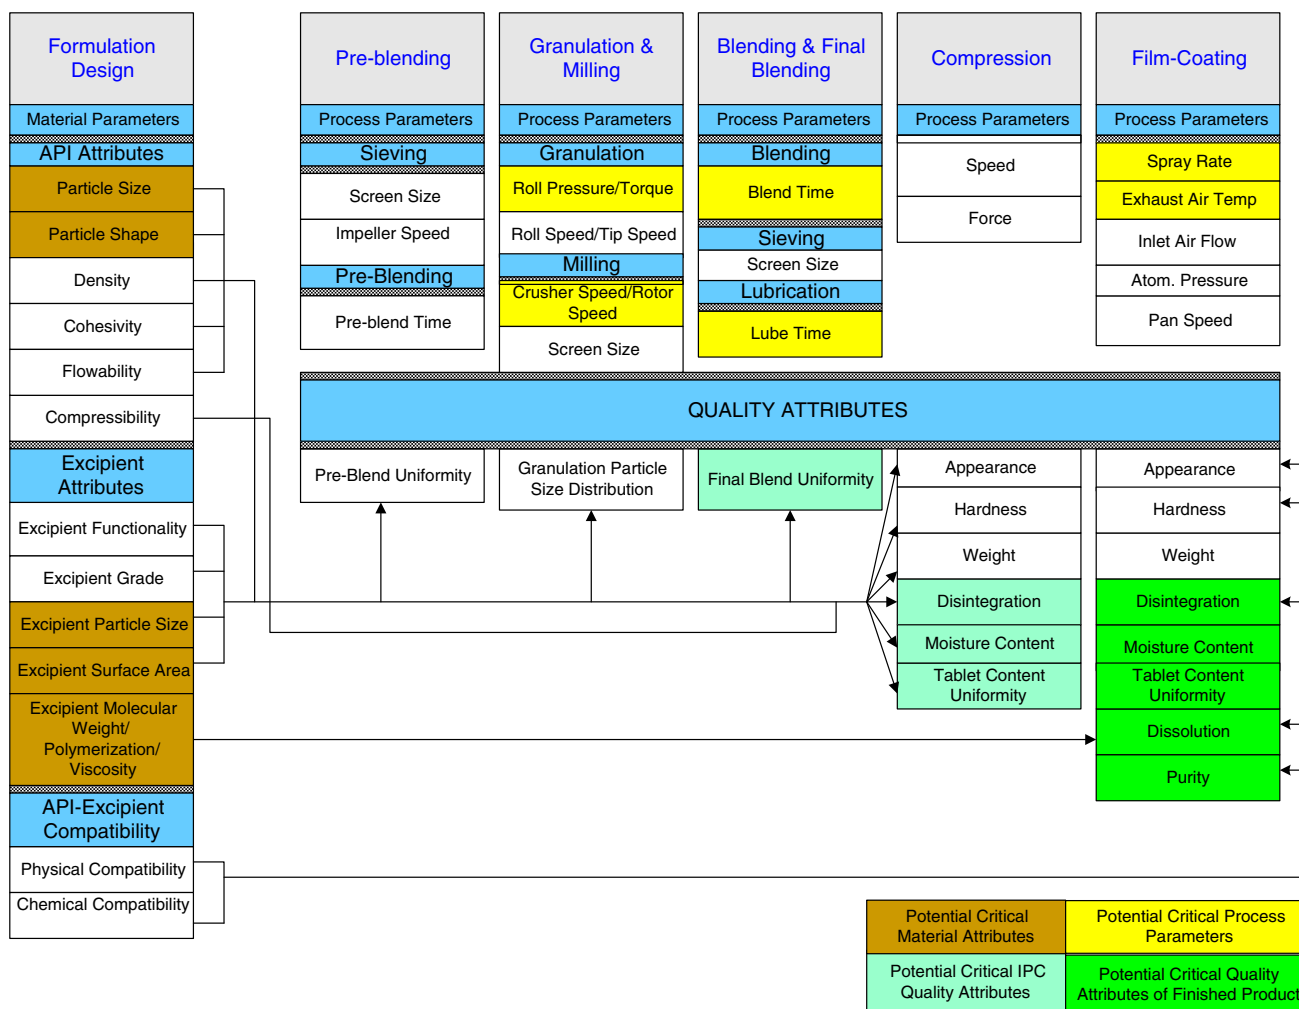 Formulation
Design
Material Parameters
API Attributes
Particle Size
Particle Shape
Density
Cohesivity
Flowability
Compressibility
Excipient
Attributes
Excipient Functionality
Excipient Grade
Excipient Particle Size
Excipient Surface Area
Excipient Molecular
Weight/
Polymerization/
Viscosity
API-Excipient
Compatibility
Physical Compatibility
Chemical Compatibility
Pre-blending
Process Parameters
Sieving
Screen Size
Impeller Speed
Pre-Blending
Pre-blend Time
Granulation &
Milling
Process Parameters
Granulation
Roll Pressure/Torque
Roll Speed/Tip Speed
Milling
Crusher Speed/Rotor
Speed
Screen Size
Blending & Final
Blending
Process Parameters
Blending
Blend Time
Sieving
Screen Size
Lubrication
Lube Time
Compression
Process Parameters
Speed
Force
Film-Coating
Process Parameters
Spray Rate
Exhaust Air Temp
Inlet Air Flow
Atom. Pressure
Pan Speed
QUALITY ATTRIBUTES
Pre-Blend Uniformity
Granulation Particle
Size Distribution
Final Blend Uniformity
Appearance
Hardness
Weight
Disintegration
Moisture Content
Tablet Content
Uniformity
Appearance
Hardness
Weight
Disintegration
Moisture Content
Tablet Content
Uniformity
Dissolution
Purity
Potential Critical
Material Attributes
Potential Critical Process
Parameters
Potential Critical IPC
Quality Attributes
Potential Critical Quality
Attributes of Finished Product